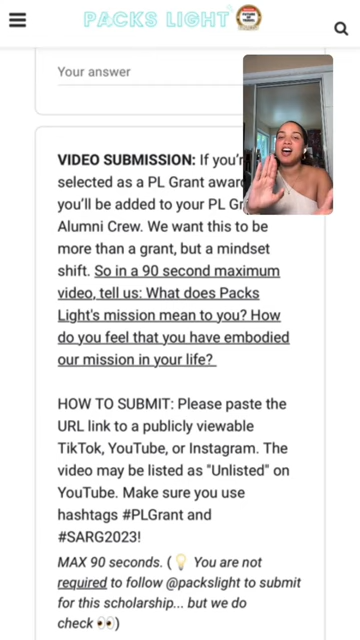 PACKS LIGHT
Your answer
VIDEO SUBMISSION: If you'r
selected as a PL Grant awar
you'll be added to your PL Gr
Alumni Crew. We want this to be
more than a grant, but a mindset
shift. So in a 90 second maximum
video, tell us: What does Packs
Light's mission mean to you? How
do you feel that you have embodied
our mission in your life?
HOW TO SUBMIT: Please paste the
URL link to a publicly viewable
TikTok, YouTube, or Instagram. The
video may be listed as "Unlisted" on
YouTube. Make sure you use
hashtags #PLGrant and
#SARG2023!
MAX 90 seconds. (💡 You are not
required to follow @packslight to submit
for this scholarship... but we do
check 👀)